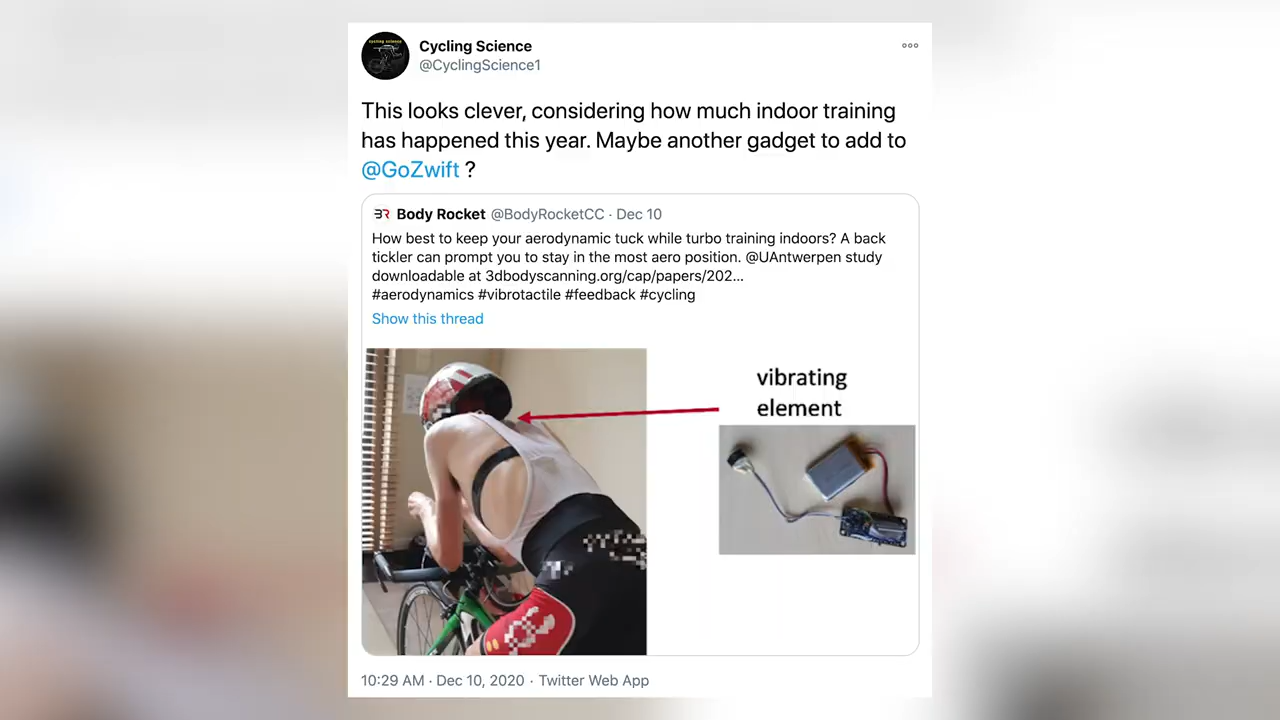 Cycling Science
@CyclingScience1
This looks clever, considering how much indoor training
has happened this year. Maybe another gadget to add to
@GoZwift ?
BR Body Rocket @BodyRocketCC · Dec 10
How best to keep your aerodynamic tuck while turbo training indoors? A back
tickler can prompt you to stay in the most aero position. @UAntwerpen study
downloadable at 3dbodyscanning.org/cap/papers/202...
#aerodynamics #vibrotactile #feedback #cycling
Show this thread
vibrating
element
10:29 AM · Dec 10, 2020 · Twitter Web App